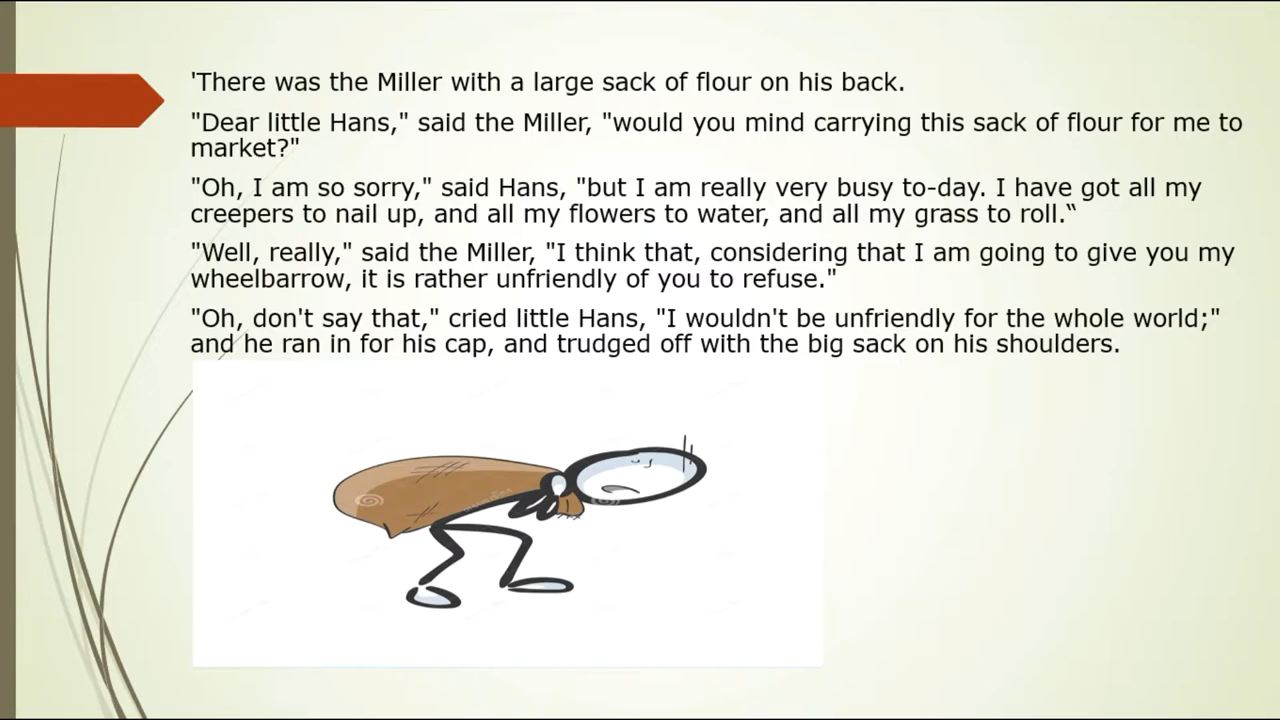 'There was the Miller with a large sack of flour on his back.
"Dear little Hans," said the Miller, "would you mind carrying this sack of flour for me to
market?"
"Oh, I am so sorry," said Hans, "but I am really very busy to-day. I have got all my
creepers to nail up, and all my flowers to water, and all my grass to roll.‟
"Well, really," said the Miller, "I think that, considering that I am going to give you my
wheelbarrow, it is rather unfriendly of you to refuse."
"Oh, don't say that," cried little Hans, "I wouldn't be unfriendly for the whole world;"
and he ran in for his cap, and trudged off with the big sack on his shoulders.